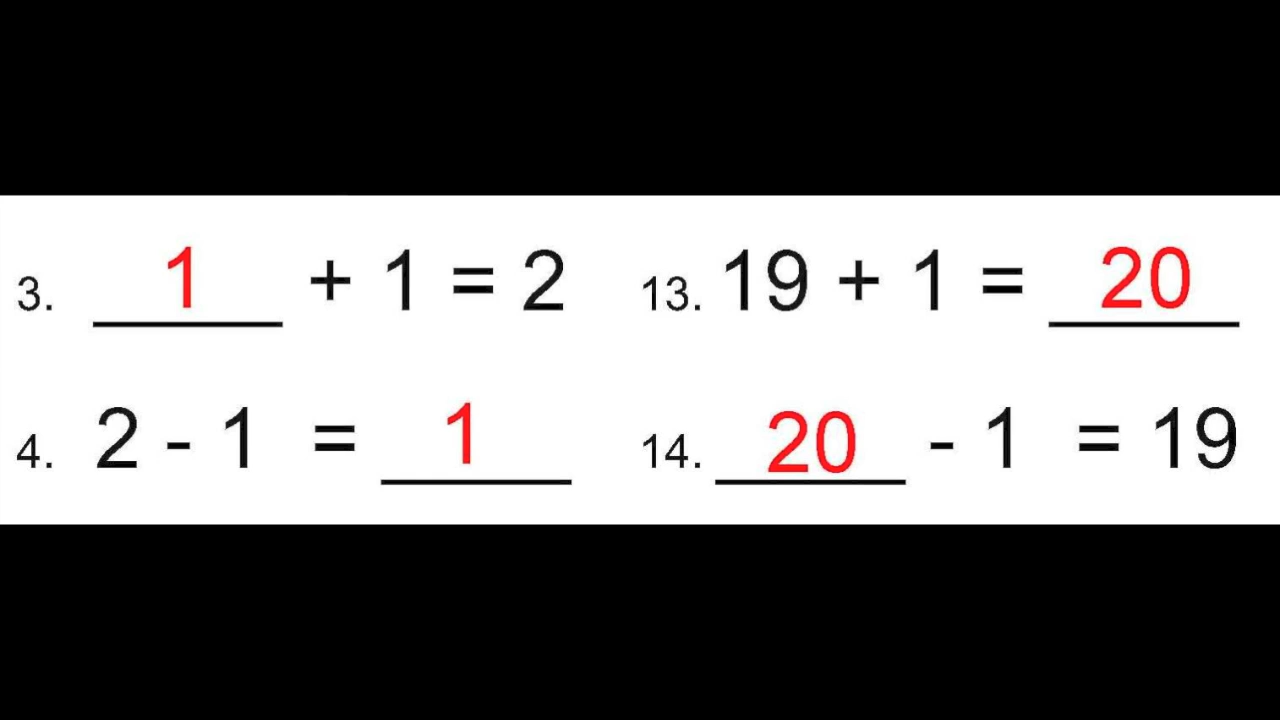 3. 1 + 1 = 2 13. 19 + 1 = 20
4. 2 - 1 = 1 14. 20 - 1 = 19